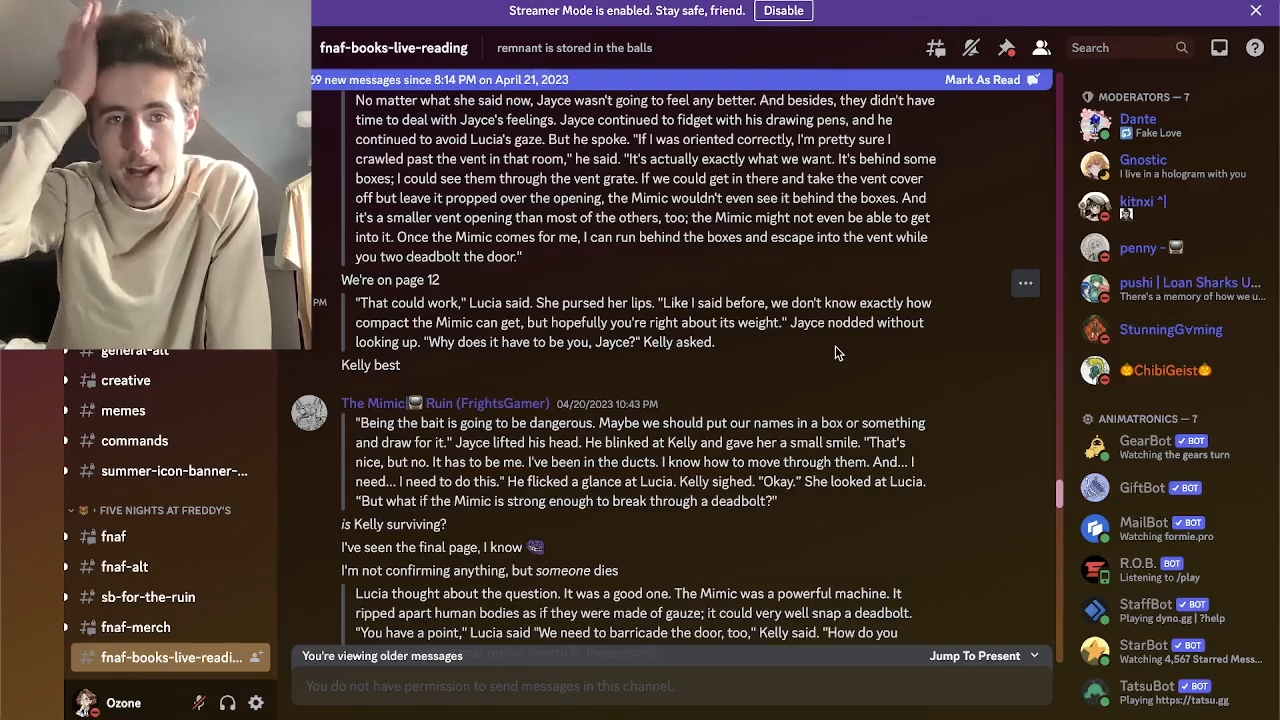 Streamer Mode is enabled. Stay safe, friend.
Disable
fnaf-books-live-reading
remnant is stored in the balls
Search
69 new messages since 8:14 PM on April 21, 2023
Mark As Read
No matter what she said now, Jayce wasn't going to feel any better. And besides, they didn't have
time to deal with Jayce's feelings. Jayce continued to fidget with his drawing pens, and he
continued to avoid Lucia's gaze. But he spoke. "If I was oriented correctly, I'm pretty sure I
crawled past the vent in that room," he said. "It's actually exactly what we want. It's behind some
boxes; I could see them through the vent grate. If we could get in there and take the vent cover
off but leave it propped over the opening, the Mimic wouldn't even see it behind the boxes. And
it's a smaller vent opening than most of the others, too; the Mimic might not even be able to get
into it. Once the Mimic comes for me, I can run behind the boxes and escape into the vent while
you two deadbolt the door."
We're on page 12
PM
"That could work," Lucia said. She pursed her lips. "Like I said before, we don't know exactly how
compact the Mimic can get, but hopefully you're right about its weight." Jayce nodded without
looking up. "Why does it have to be you, Jayce?" Kelly asked.
Kelly best
The Mimic| Ruin (FrightsGamer) 04/20/2023 10:43 PM
"Being the bait is going to be dangerous. Maybe we should put our names in a box or something
and draw for it." Jayce lifted his head. He blinked at Kelly and gave her a small smile. "That's
nice, but no. It has to be me. I've been in the ducts. I know how to move through them. And... I
need... I need to do this." He flicked a glance at Lucia. Kelly sighed. "Okay." She looked at Lucia.
"But what if the Mimic is strong enough to break through a deadbolt?"
is Kelly surviving?
I've seen the final page, I know
I'm not confirming anything, but someone dies
Lucia thought about the question. It was a good one. The Mimic was a powerful machine. It
ripped apart human bodies as if they were made of gauze; it could very well snap a deadbolt.
"You have a point," Lucia said "We need to barricade the door, too," Kelly said. "How do you
You're viewing older messages
Jump To Present
You do not have permission to send messages in this channel.
general-alt
creative
memes
commands
summer-icon-banner-...
FIVE NIGHTS AT FREDDY'S
fnaf
fnaf-alt
sb-for-the-ruin
fnaf-merch
fnaf-books-live-readi...
Ozone
MODERATORS — 7
Dante
Fake Love
Gnostic
I live in a hologram with you
kitnxi ^|
penny -
pushi | Loan Sharks U...
There's a memory of how we u...
StunningG∀ming
ChibiGeist
ANIMATRONICS — 7
GearBot BOT
Watching the gears turn
GiftBot BOT
MailBot BOT
Watching formie.pro
R.O.B. BOT
Listening to /play
StaffBot BOT
Playing dyno.gg | ?help
StarBot BOT
Watching 4,567 Starred Mess...
TatsuBot BOT
Playing https://tatsu.gg